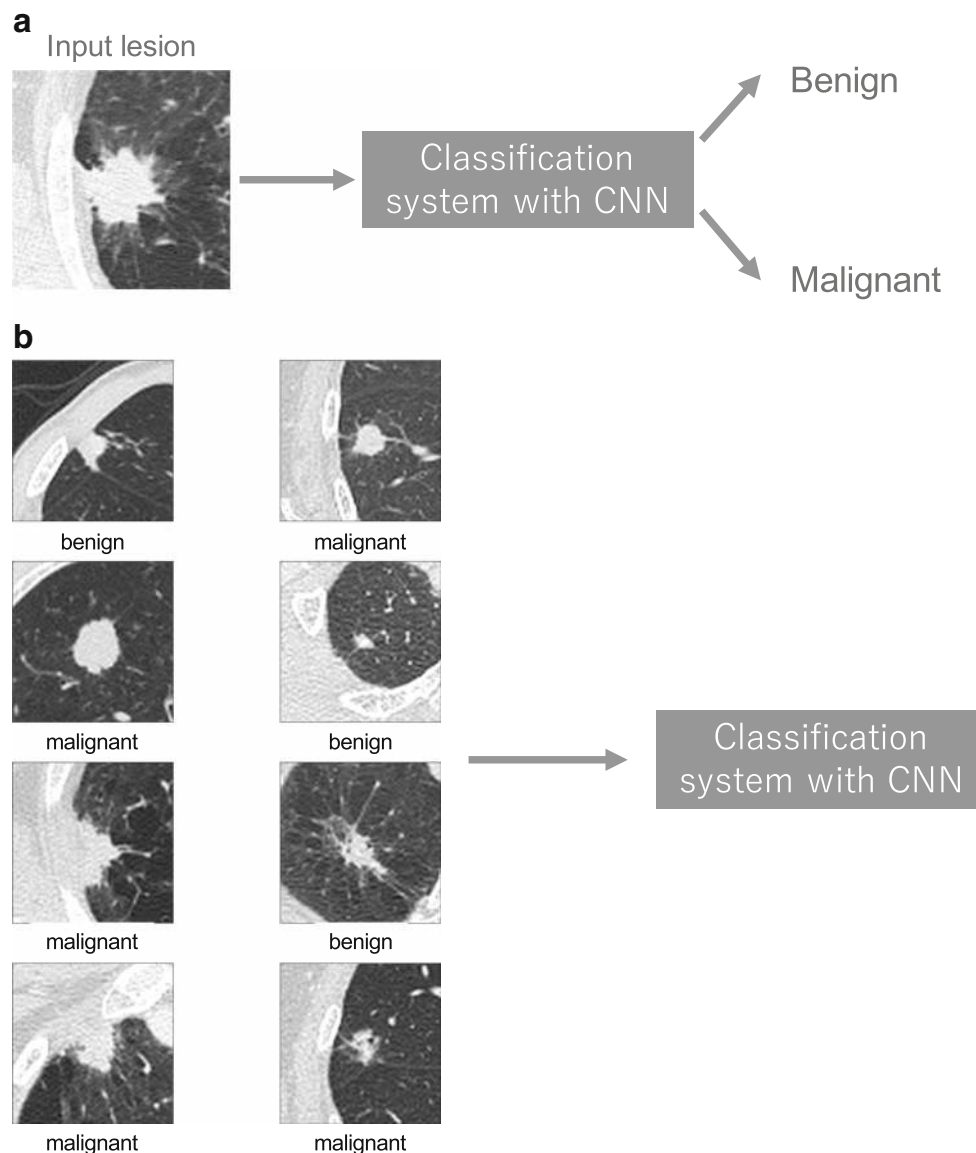 a
Input lesion
Benign
Classification
system with CNN
Malignant
b
benign
malignant
malignant
benign
Classification
system with CNN
malignant
benign
malignant
malignant